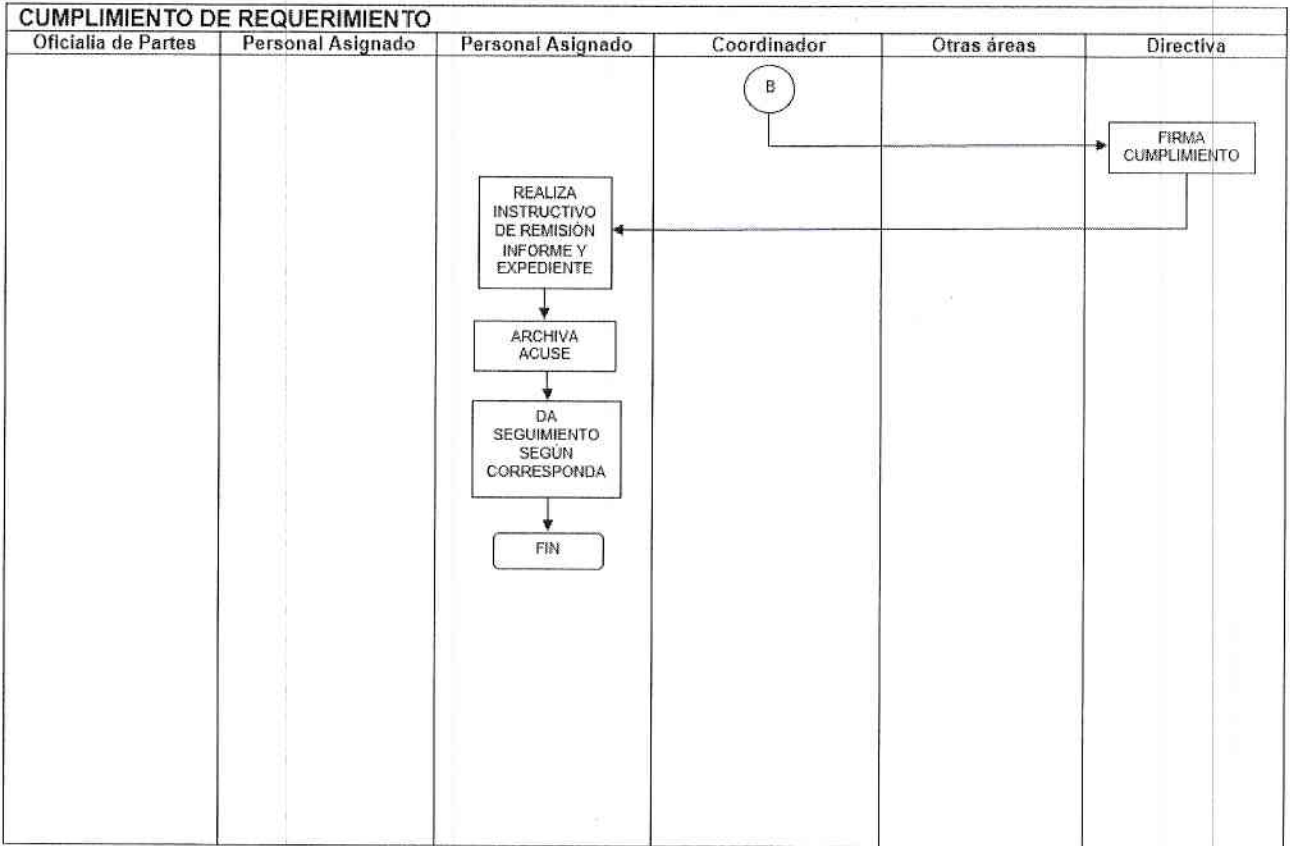 CUMPLIMIENTO DE REQUERIMIENTO
Oficialia de Partes
Personal Asignado
Personal Asignado
Coordinador
Otras áreas
Directiva
B
FIRMA
CUMPLIMIENTO
REALIZA
INSTRUCTIVO
DE REMISIÓN
INFORME Y
EXPEDIENTE
ARCHIVA
ACUSE
DA
SEGUIMIENTO
SEGÚN
CORRESPONDA
FIN